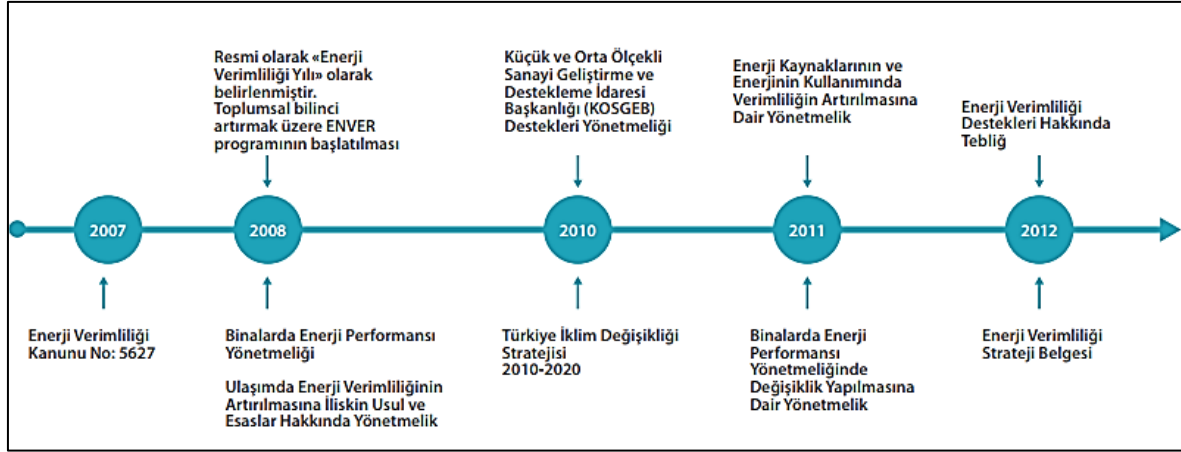 Resmi olarak «Enerji
Verimliliği Yılı» olarak
belirlenmiştir.
Toplumsal bilinci
artırmak üzere ENVER
programının başlatılması
Küçük ve Orta Ölçekli
Sanayi Geliştirme ve
Destekleme İdaresi
Başkanlığı (KOSGEB)
Destekleri Yönetmeliği
Enerji Kaynaklarının ve
Enerjinin Kullanımında
Verimliliğin Artırılmasına
Dair Yönetmelik
Enerji Verimliliği
Destekleri Hakkında
Tebliğ
2007
2008
2010
2011
2012
Enerji Verimliliği
Kanunu No: 5627
Binalarda Enerji Performansı
Yönetmeliği
Ulaşımda Enerji Verimliliğinin
Artırılmasına İliskin Usul ve
Esaslar Hakkında Yönetmelik
Türkiye İklim Değişikliği
Stratejisi
2010-2020
Binalarda Enerji
Performansı
Yönetmeliğinde
Değişiklik Yapılmasına
Dair Yönetmelik
Enerji Verimliliği
Strateji Belgesi